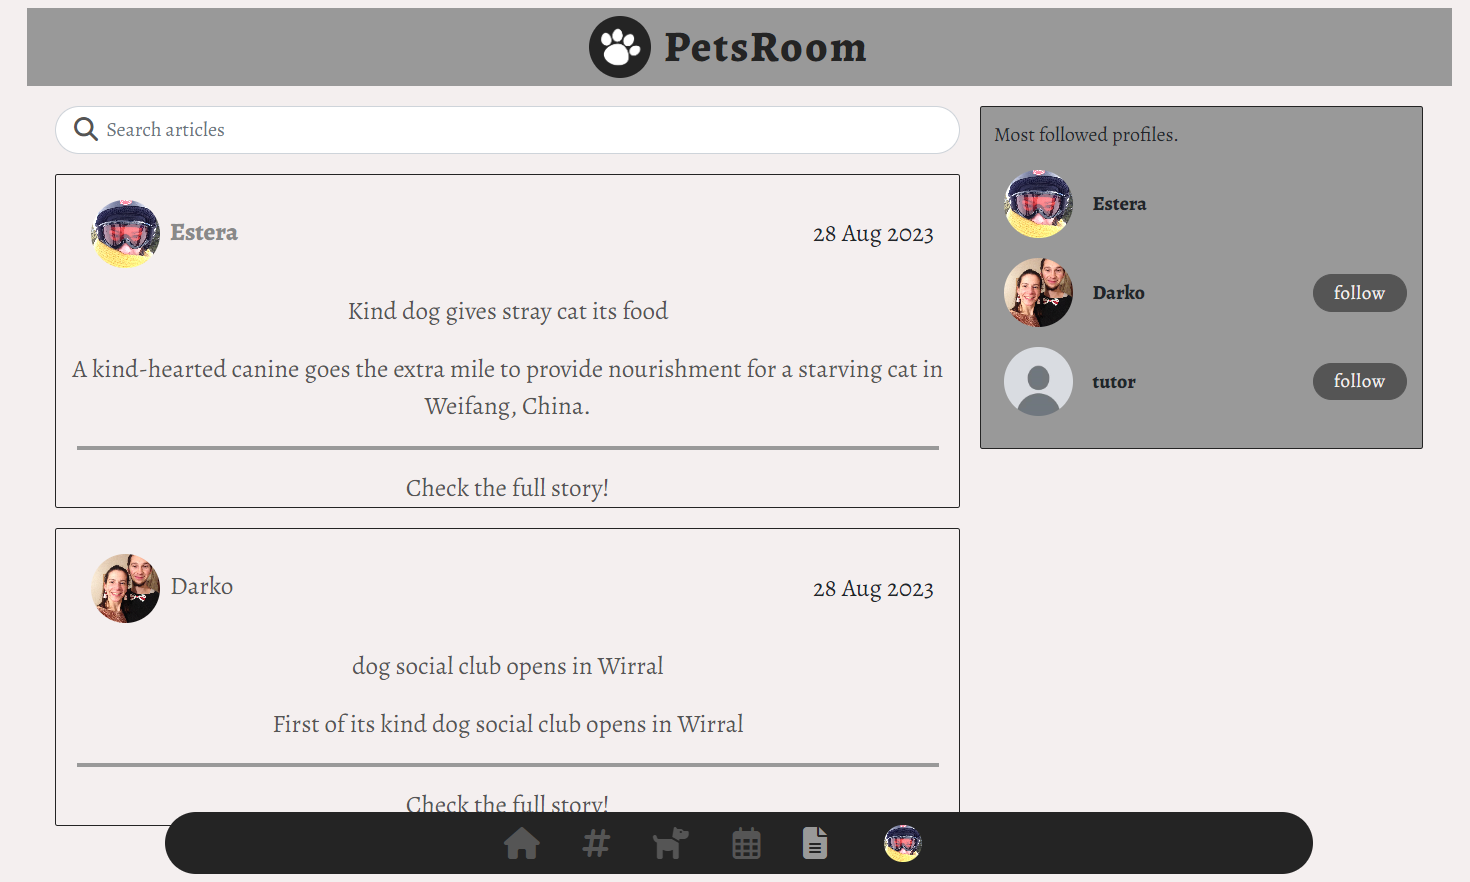 PetsRoom
Search articles
Estera
28 Aug 2023
Kind dog gives stray cat its food
A kind-hearted canine goes the extra mile to provide nourishment for a starving cat in
Weifang, China.
Check the full story!
Darko
28 Aug 2023
dog social club opens in Wirral
First of its kind dog social club opens in Wirral
Check the full story!
Most followed profiles.
Estera
Darko
follow
tutor
follow
#